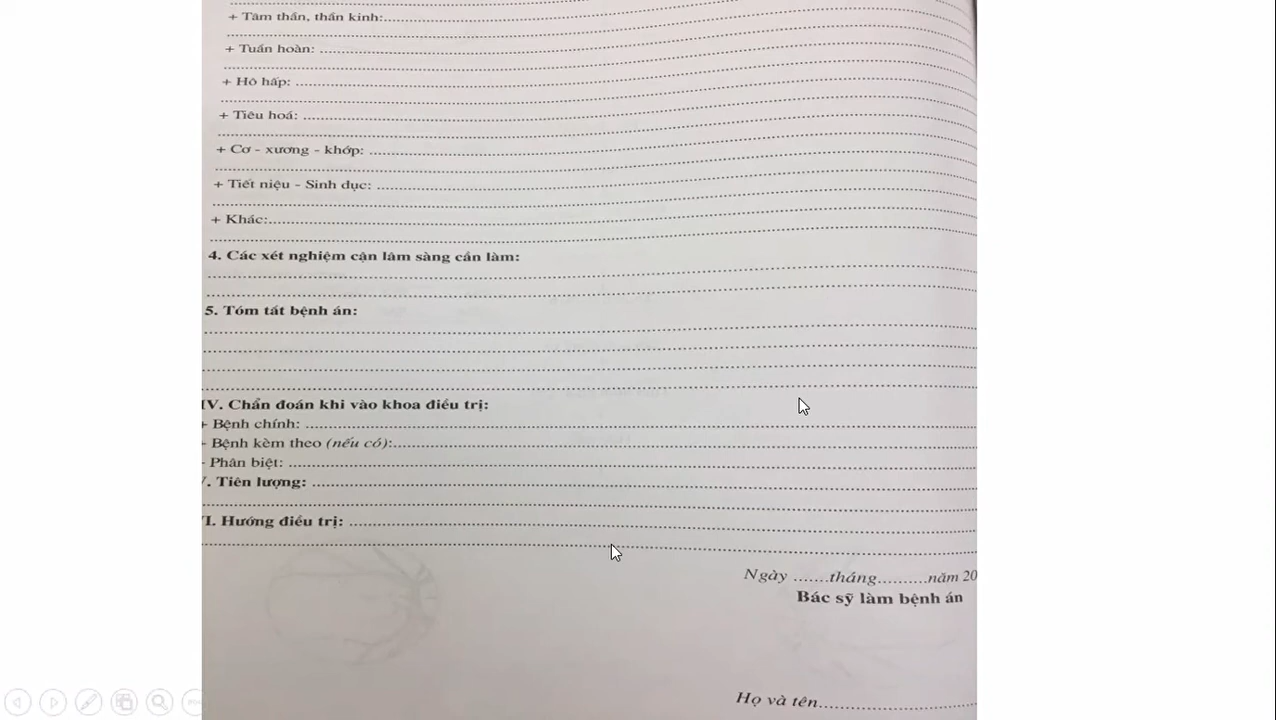 + Tâm thần, thần kinh:
+ Tuần hoàn:
+ Hô hấp:
+ Tiêu hoá:
+ Cơ - xương - khớp:
+ Tiết niệu - Sinh dục:
+ Khác:
4. Các xét nghiệm cận lâm sàng cần làm:
5. Tóm tắt bệnh án:
IV. Chẩn đoán khi vào khoa điều trị:
+ Bệnh chính:
- Bệnh kèm theo (nếu có):
- Phân biệt:
V. Tiên lượng:
VI. Hướng điều trị:
Ngày .......tháng..........năm 20
Bác sỹ làm bệnh án
Họ và tên